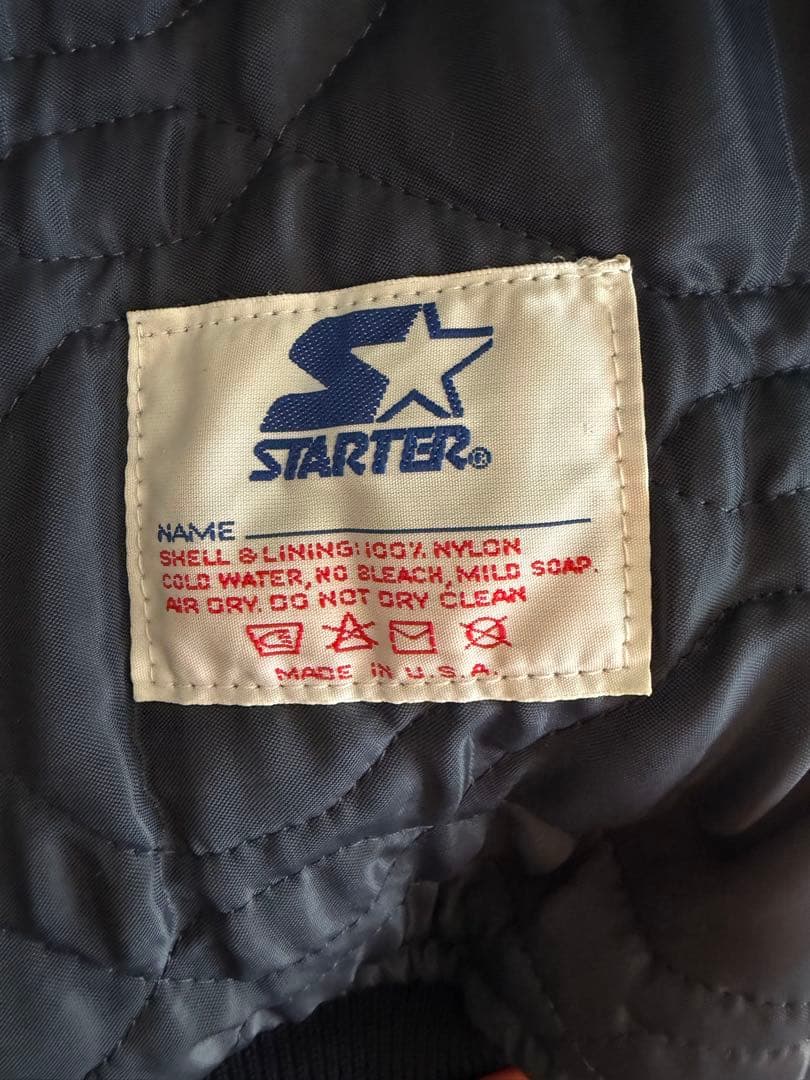 STARTER®
NAME
SHELL & LINING: 100% NYLON
COLD WATER, NO BLEACH, MILD SOAP.
AIR DRY. DO NOT DRY CLEAN
MADE IN U.S.A.